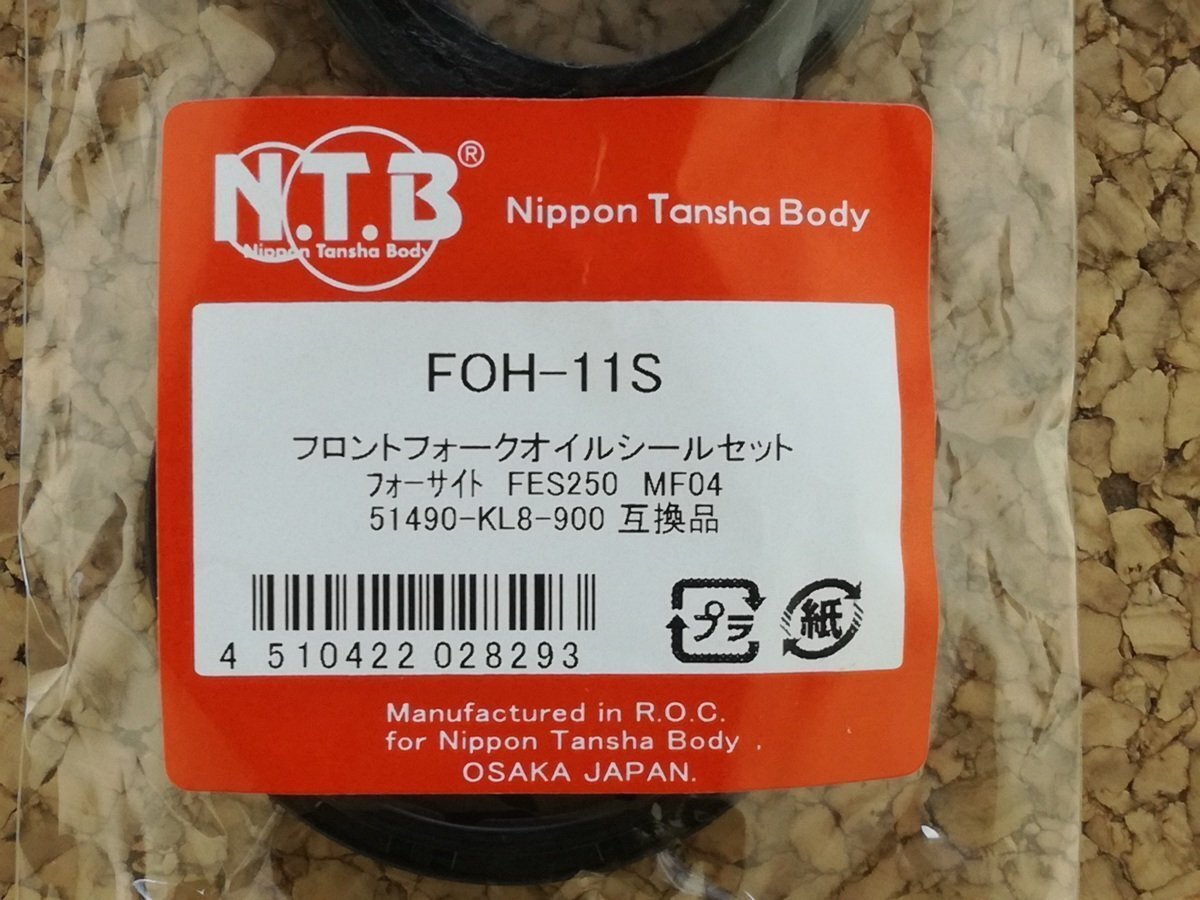 N.T.B®
Nippon Tansha Body
Nippon Tansha Body
FOH-11S
フロントフォークオイルシールセット
ﾌｫｰｻｲﾄ FES250 MF04
51490-KL8-900 互換品
4 510422 028293
プラ
紙
Manufactured in R.O.C.
for Nippon Tansha Body .
OSAKA JAPAN.